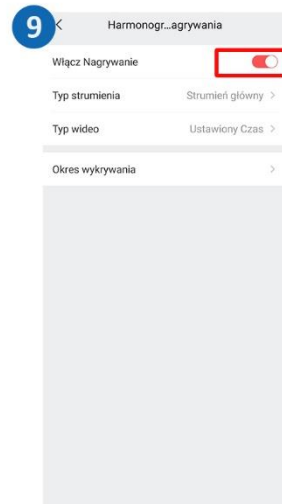 9
Harmonogr...agrywania
Włącz Nagrywanie
Typ strumienia Strumień główny
Typ wideo Ustawiony Czas
Okres wykrywania